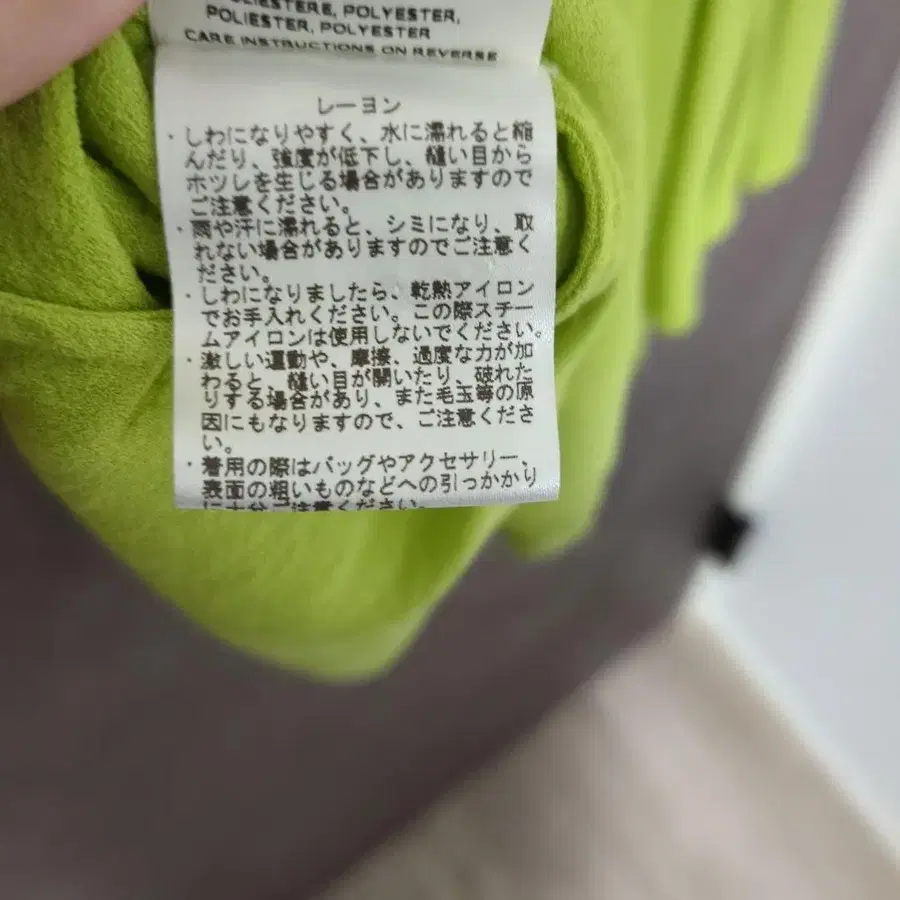 POLIESTERE, POLYESTER,
POLIESTER, POLYESTER
CARE INSTRUCTIONS ON REVERSE
レーヨン
・しわになりやすく、水に濡れると縮
んだり、強度が低下し、縫い目から
ホツレを生じる場合がありますので
ご注意ください。
・雨や汗に濡れると、シミになり、取
れない場合がありますのでご注意く
ださい。
・しわになりましたら、乾熱アイロン
でお手入れください。この際スチー
ムアイロンは使用しないでください。
・激しい運動や、摩擦、過度な力が加
わると、縫い目が開いたり、破れた
りする場合があり、また毛玉等の原
因にもなりますので、ご注意くださ
い。
・着用の際はバッグやアクセサリー、
表面の粗いものなどへの引っかかり
に十分ご注意ください。